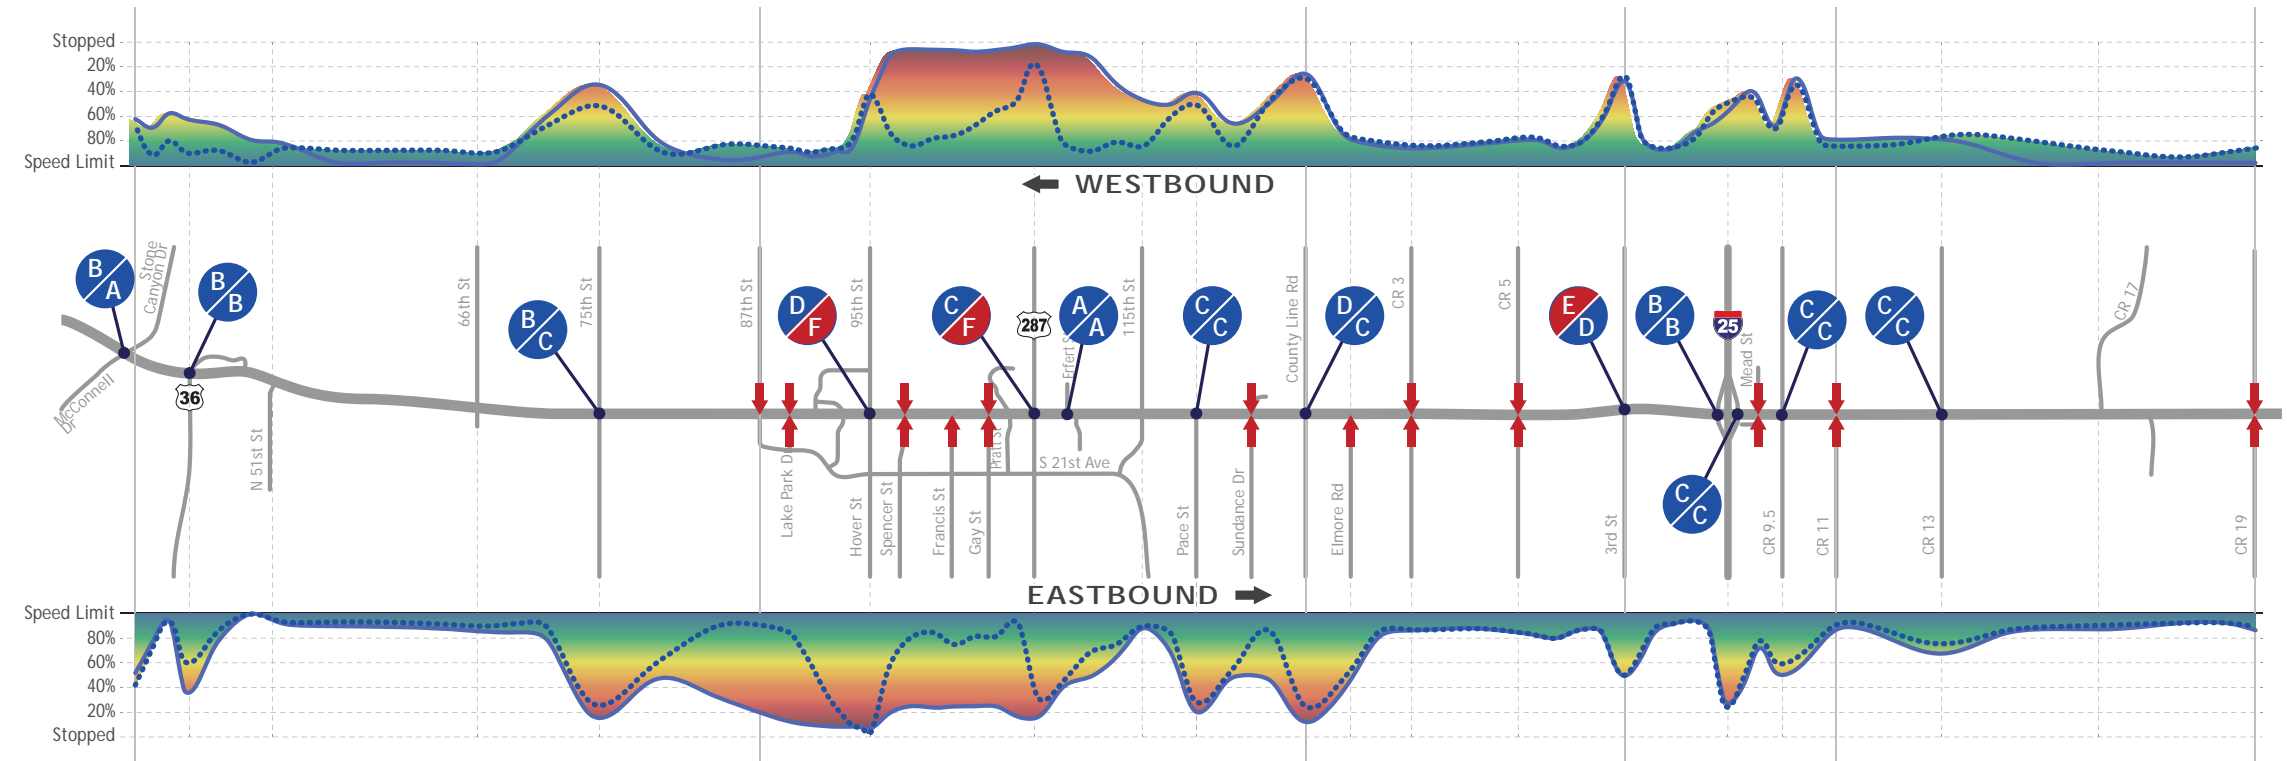 Stopped
20%
40%
60%
80%
Speed Limit
WESTBOUND
B
A
Stone
Canyon Dr
B
B
McConnell
Dr
36
N 51st St
66th St
B
C
75th St
87th St
D
F
Lake Park Dr
95th St
Hover St
Spencer St
Francis St
C
F
Gay St
Pratt St
287
A
A
Erfert St
S 21st Ave
115th St
C
C
Pace St
Sundance Dr
County Line Rd
D
C
Elmore Rd
CR 3
CR 5
E
D
3rd St
B
B
25
Mead St
C
C
CR 9.5
C
C
CR 11
C
C
CR 13
CR 17
CR 19
EASTBOUND
Speed Limit
80%
60%
40%
20%
Stopped